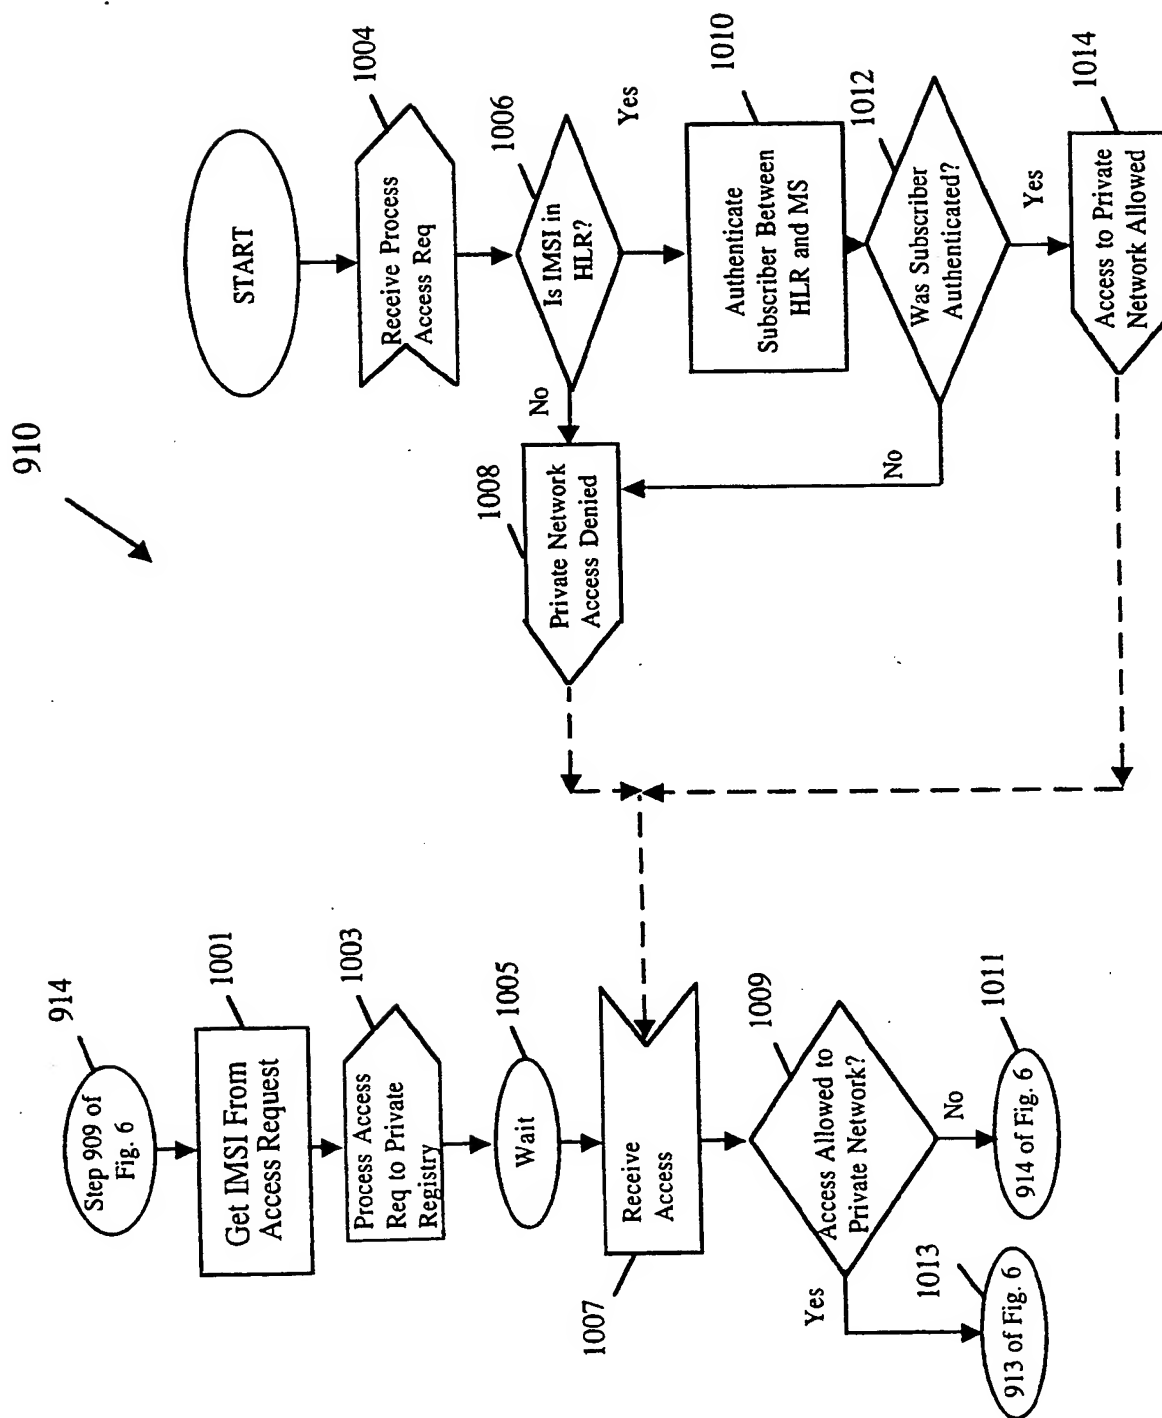 910
914
Step 909 of
Fig. 6
1001
Get IMSI From
Access Request
1003
Process Access
Req to Private
Registry
1005
Wait
1007
Receive
Access
1009
Access Allowed to
Private Network?
Yes
No
1013
913 of Fig. 6
1011
914 of Fig. 6
START
1004
Receive Process
Access Req
1006
Is IMSI in
HLR?
No
Yes
1008
Private Network
Access Denied
1010
Authenticate
Subscriber Between
HLR and MS
1012
Was Subscriber
Authenticated?
No
Yes
1014
Access to Private
Network Allowed